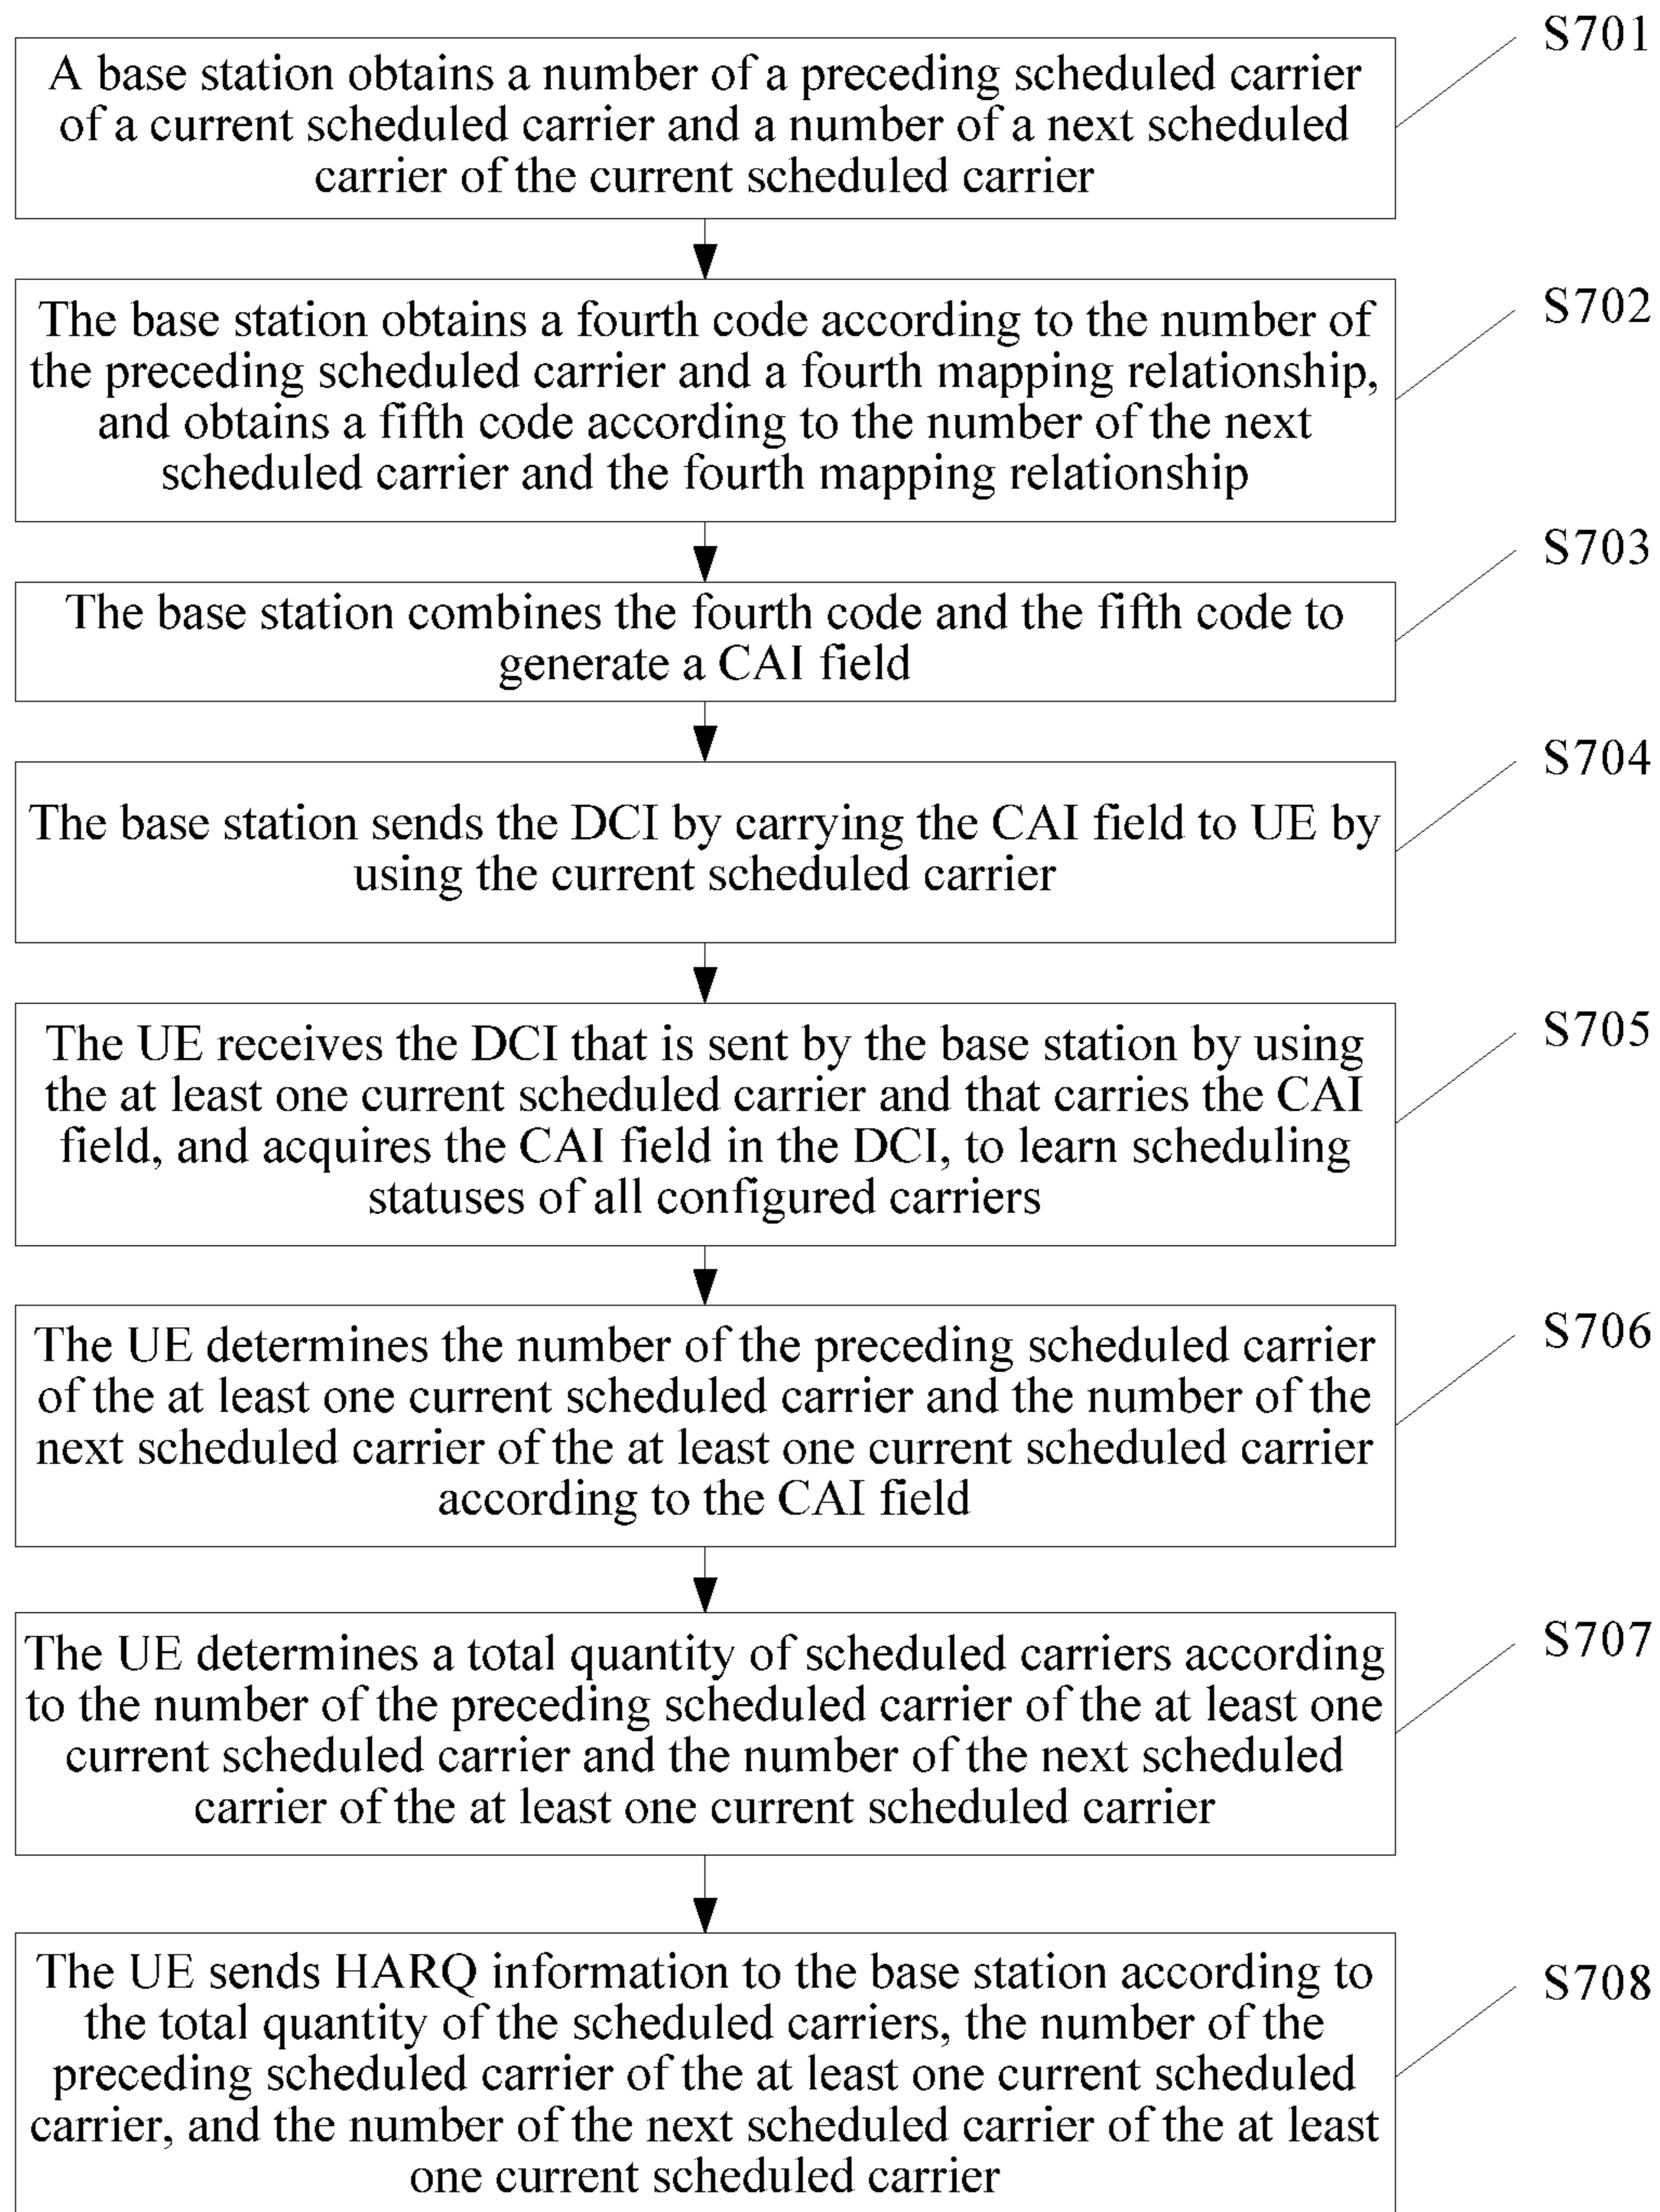 S701
A base station obtains a number of a preceding scheduled carrier
of a current scheduled carrier and a number of a next scheduled
carrier of the current scheduled carrier
S702
The base station obtains a fourth code according to the number of
the preceding scheduled carrier and a fourth mapping relationship,
and obtains a fifth code according to the number of the next
scheduled carrier and the fourth mapping relationship
S703
The base station combines the fourth code and the fifth code to
generate a CAI field
S704
The base station sends the DCI by carrying the CAI field to UE by
using the current scheduled carrier
S705
The UE receives the DCI that is sent by the base station by using
the at least one current scheduled carrier and that carries the CAI
field, and acquires the CAI field in the DCI, to learn scheduling
statuses of all configured carriers
S706
The UE determines the number of the preceding scheduled carrier
of the at least one current scheduled carrier and the number of the
next scheduled carrier of the at least one current scheduled carrier
according to the CAI field
S707
The UE determines a total quantity of scheduled carriers according
to the number of the preceding scheduled carrier of the at least one
current scheduled carrier and the number of the next scheduled
carrier of the at least one current scheduled carrier
S708
The UE sends HARQ information to the base station according to
the total quantity of the scheduled carriers, the number of the
preceding scheduled carrier of the at least one current scheduled
carrier, and the number of the next scheduled carrier of the at least
one current scheduled carrier